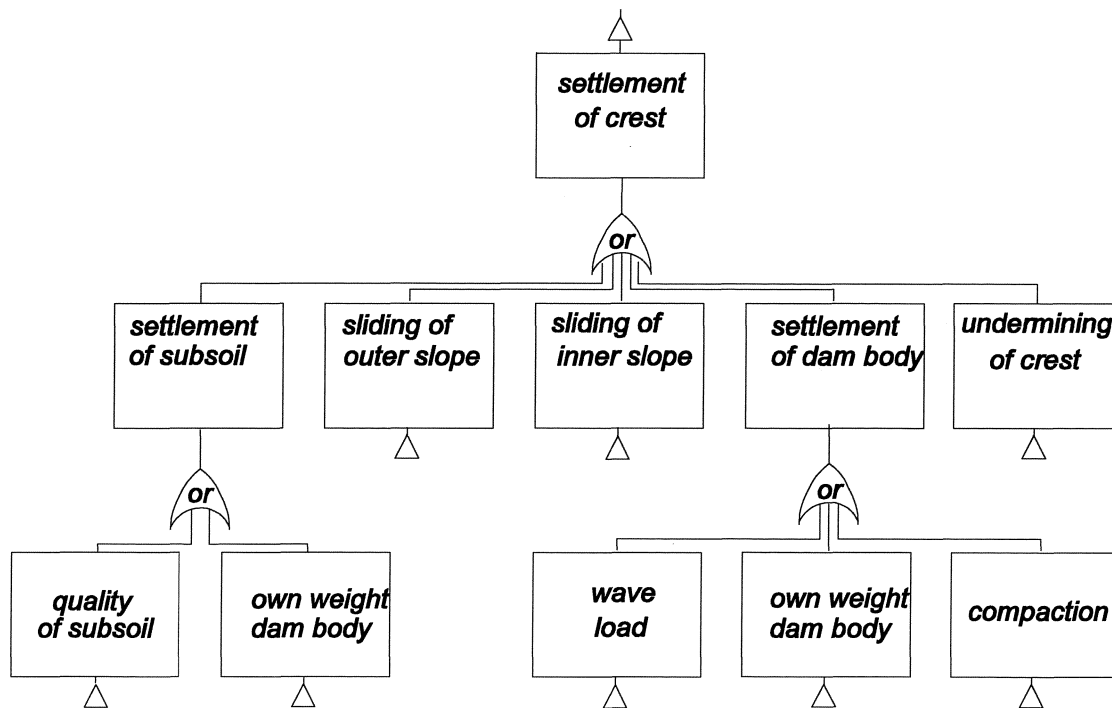 settlement
of crest
or
settlement
of subsoil
sliding of
outer slope
sliding of
inner slope
settlement
of dam body
undermining
of crest
or
or
quality
of subsoil
own weight
dam body
wave
load
own weight
dam body
compaction